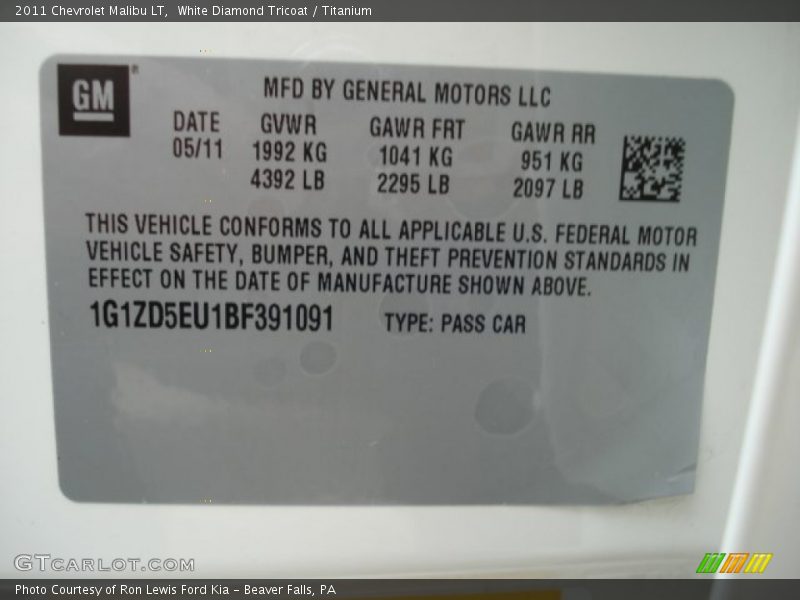 2011 Chevrolet Malibu LT, White Diamond Tricoat / Titanium
GM
MFD BY GENERAL MOTORS LLC
DATE GVWR GAWR FRT GAWR RR
05/11 1992 KG 1041 KG 951 KG
4392 LB 2295 LB 2097 LB
THIS VEHICLE CONFORMS TO ALL APPLICABLE U.S. FEDERAL MOTOR
VEHICLE SAFETY, BUMPER, AND THEFT PREVENTION STANDARDS IN
EFFECT ON THE DATE OF MANUFACTURE SHOWN ABOVE.
1G1ZD5EU1BF391091 TYPE: PASS CAR
GTCARLOT.COM
Photo Courtesy of Ron Lewis Ford Kia – Beaver Falls, PA